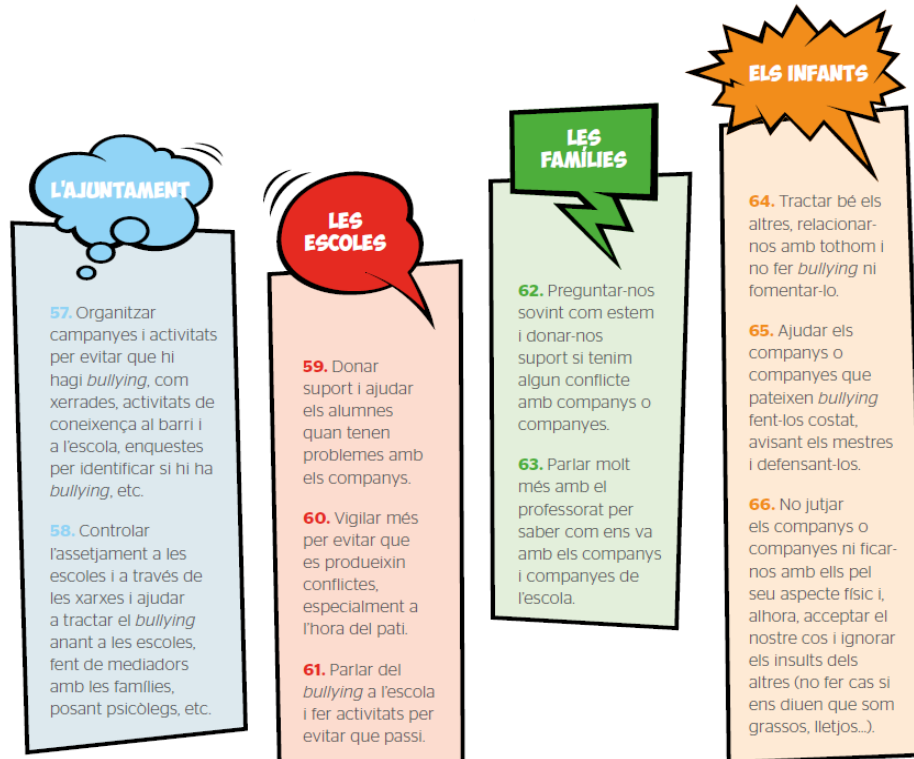 L'AJUNTAMENT
57. Organitzar
campanyes i activitats
per evitar que hi
hagi bullying, com
xerrades, activitats de
coneixença al barri i
a l'escola, enquestes
per identificar si hi ha
bullying, etc.
58. Controlar
l'assetjament a les
escoles i a través de
les xarxes i ajudar
a tractar el bullying
anant a les escoles,
fent de mediadors
amb les famílies,
posant psicòlegs, etc.
LES
ESCOLES
59. Donar
suport i ajudar
els alumnes
quan tenen
problemes amb
els companys.
60. Vigilar més
per evitar que
es produeixin
conflictes,
especialment a
l'hora del pati.
61. Parlar del
bullying a l'escola
i fer activitats per
evitar que passi.
LES
FAMÍLIES
62. Preguntar-nos
sovint com estem
i donar-nos
suport si tenim
algun conflicte
amb companys o
companyes.
63. Parlar molt
més amb el
professorat per
saber com ens va
amb els companys
i companyes de
l'escola.
ELS INFANTS
64. Tractar bé els
altres, relacionar-
nos amb tothom i
no fer bullying ni
fomentar-lo.
65. Ajudar els
companys o
companyes que
pateixen bullying
fent-los costat,
avisant els mestres
i defensant-los.
66. No jutjar
els companys o
companyes ni ficar-
nos amb ells pel
seu aspecte físic i,
alhora, acceptar el
nostre cos i ignorar
els insults dels
altres (no fer cas si
ens diuen que som
grassos, lletjos...).